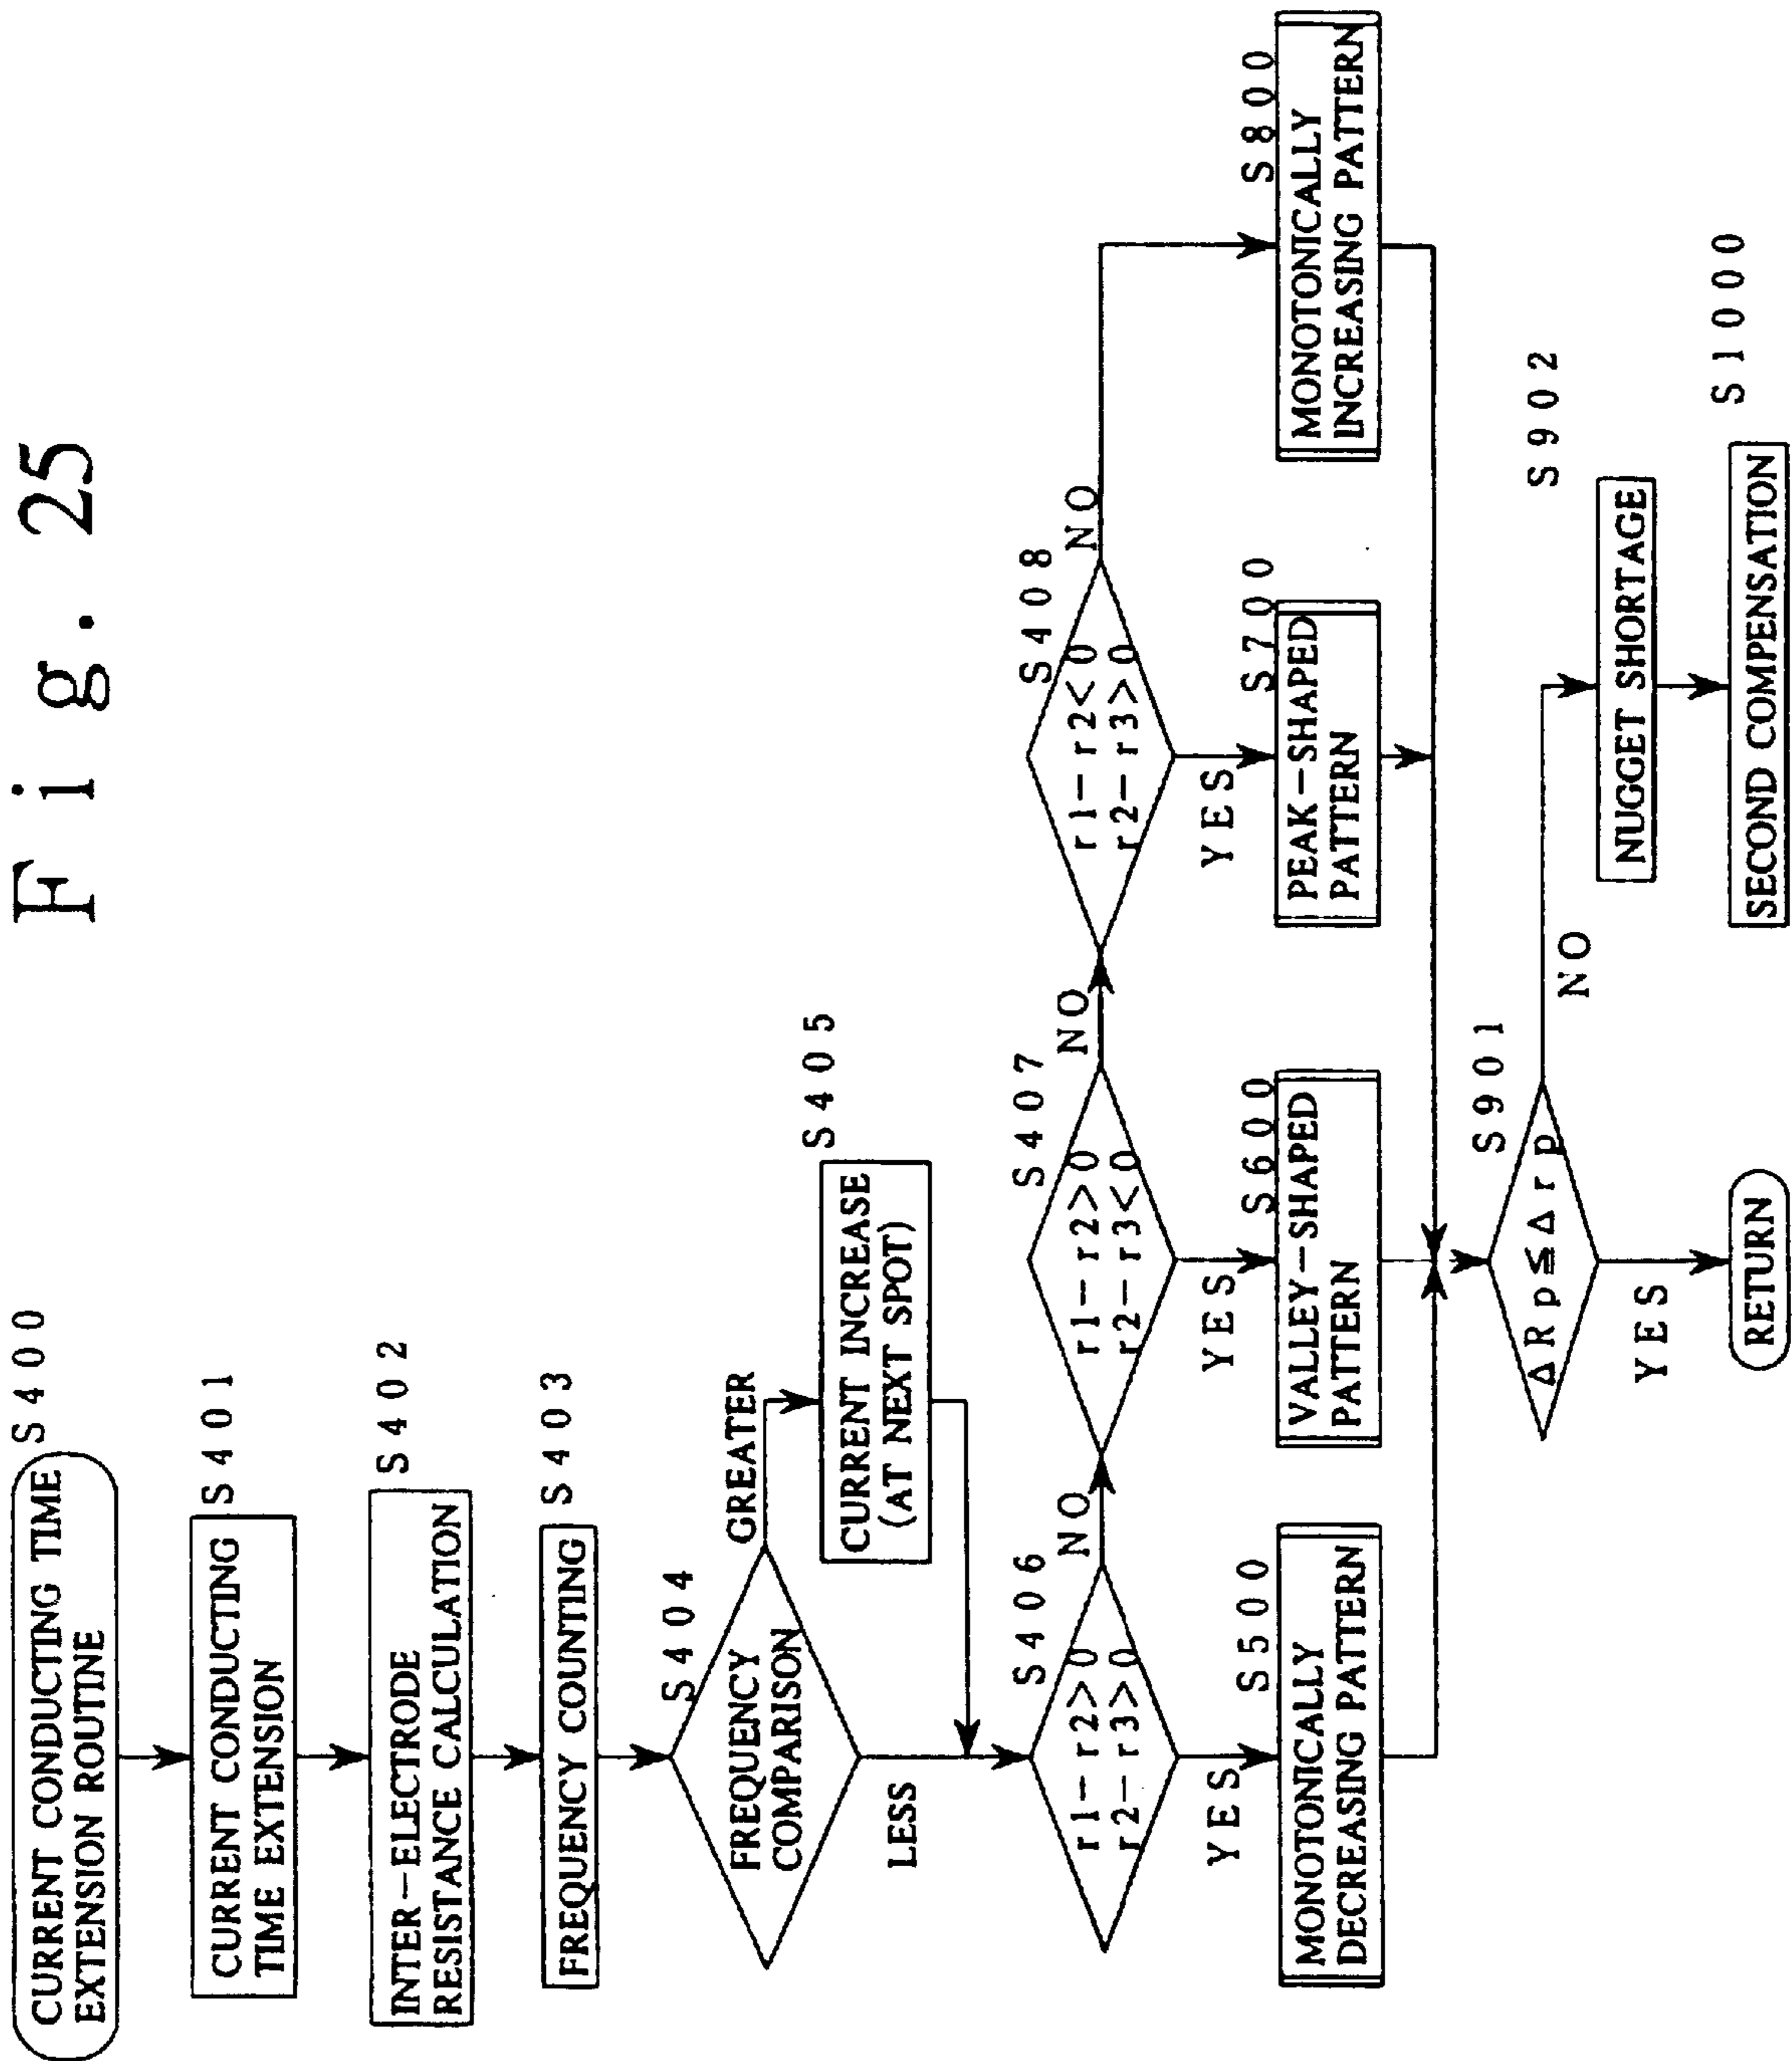 Fig. 25
CURRENT CONDUCTING TIME
EXTENSION ROUTINE
S400
CURRENT CONDUCTING
TIME EXTENSION
S401
INTER-ELECTRODE
RESISTANCE CALCULATION
S402
FREQUENCY COUNTING
S403
FREQUENCY
COMPARISON
S404
GREATER
LESS
CURRENT INCREASE
(AT NEXT SPOT)
S405
r1-r2>0
r2-r3>0
S406
NO
YES
r1-r2>0
r2-r3<0
S407
NO
YES
r1-r2<0
r2-r3>0
S408
NO
YES
MONOTONICALLY
DECREASING PATTERN
S500
VALLEY-SHAPED
PATTERN
S600
PEAK-SHAPED
PATTERN
S700
MONOTONICALLY
INCREASING PATTERN
S800
ΔRp≦Δrp
S901
NO
YES
NUGGET SHORTAGE
S902
RETURN
SECOND COMPENSATION
S1000